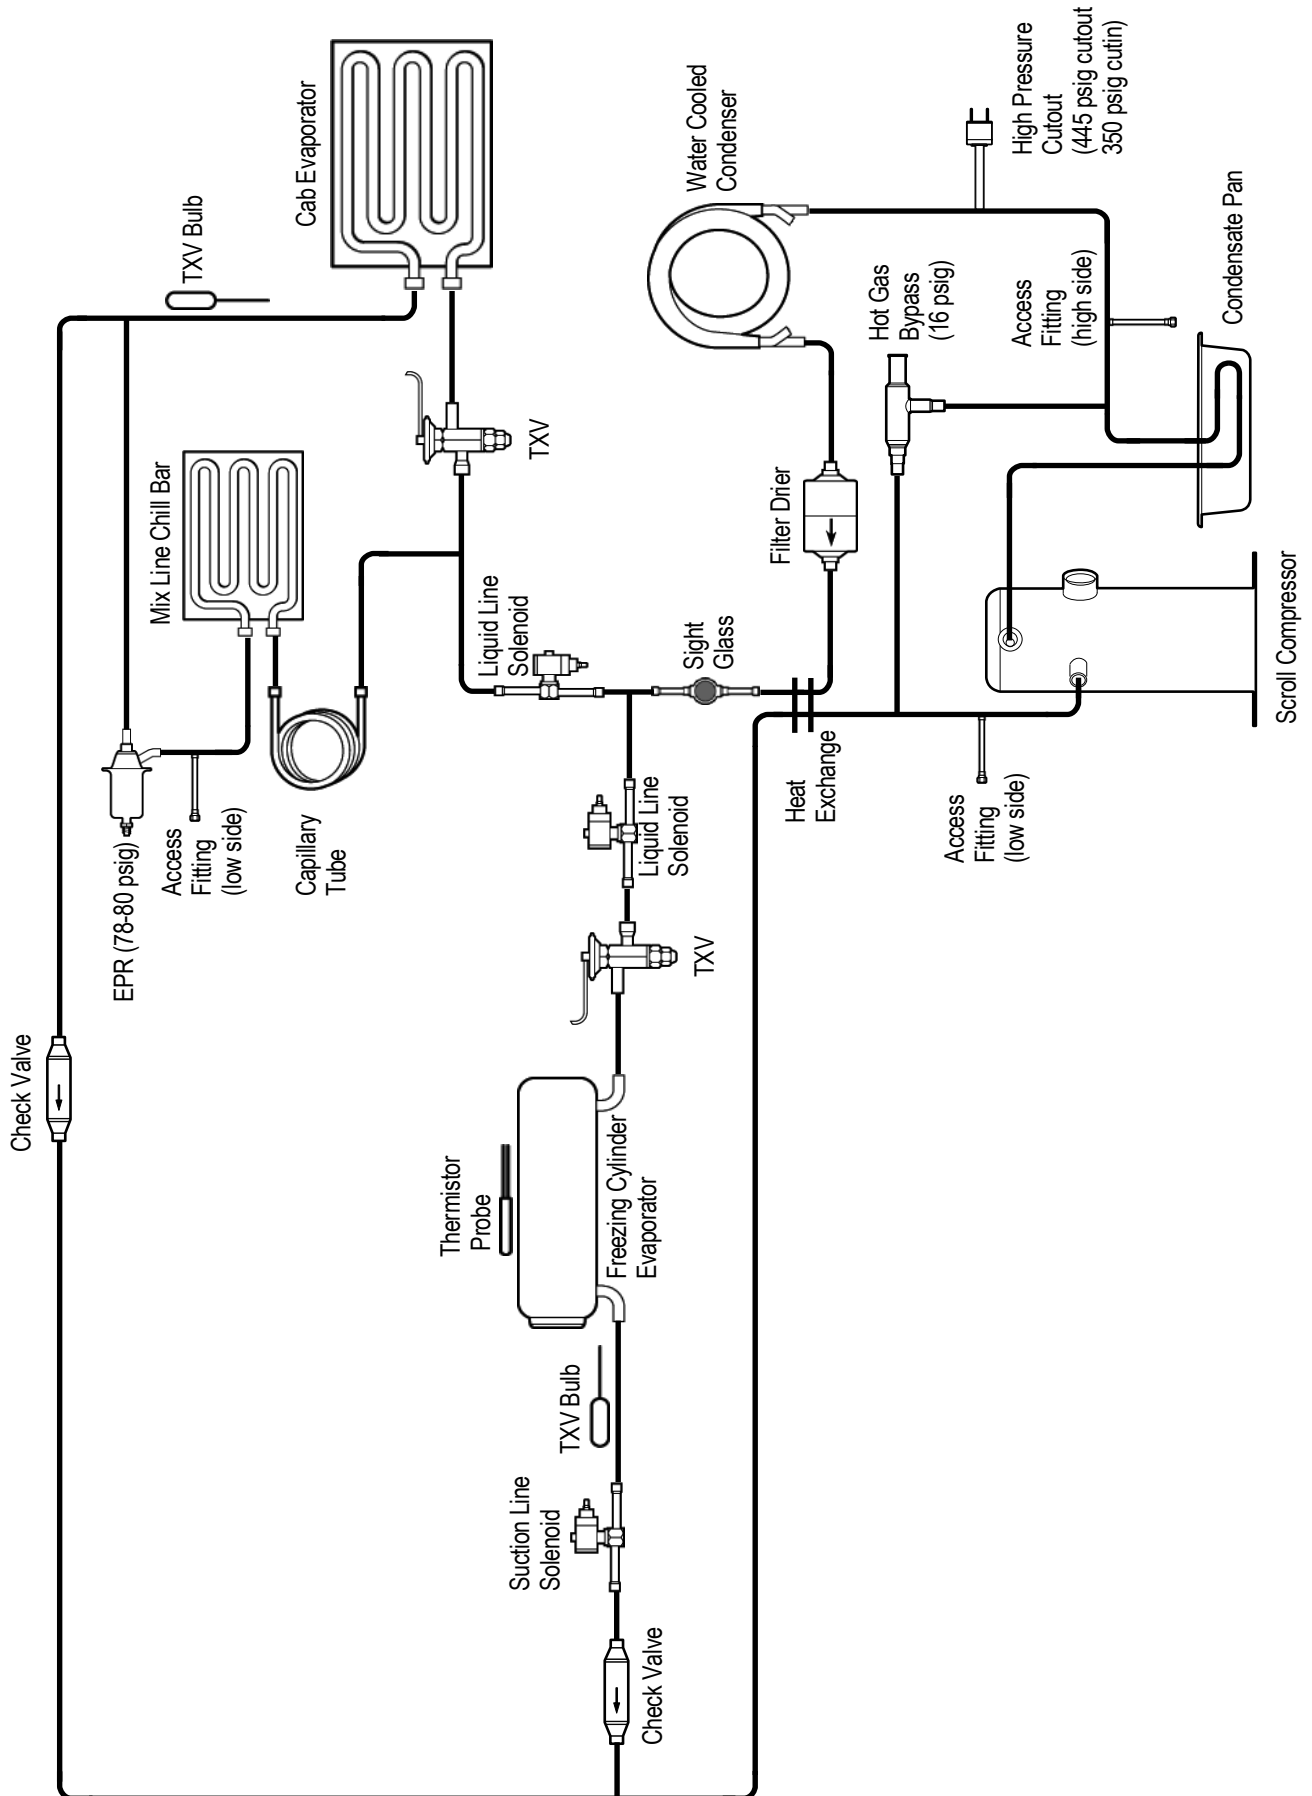 Check Valve
EPR (78-80 psig)
Access
Fitting
(low side)
Mix Line Chill Bar
TXV Bulb
Cab Evaporator
Capillary
Tube
TXV
Liquid Line
Solenoid
Thermistor
Probe
Freezing Cylinder
Evaporator
TXV Bulb
Suction Line
Solenoid
Check Valve
TXV
Liquid Line
Solenoid
Sight
Glass
Heat
Exchange
Filter Drier
Water Cooled
Condenser
Hot Gas
Bypass
(16 psig)
High Pressure
Cutout
(445 psig cutout
350 psig cutin)
Access
Fitting
(high side)
Condensate Pan
Access
Fitting
(low side)
Scroll Compressor